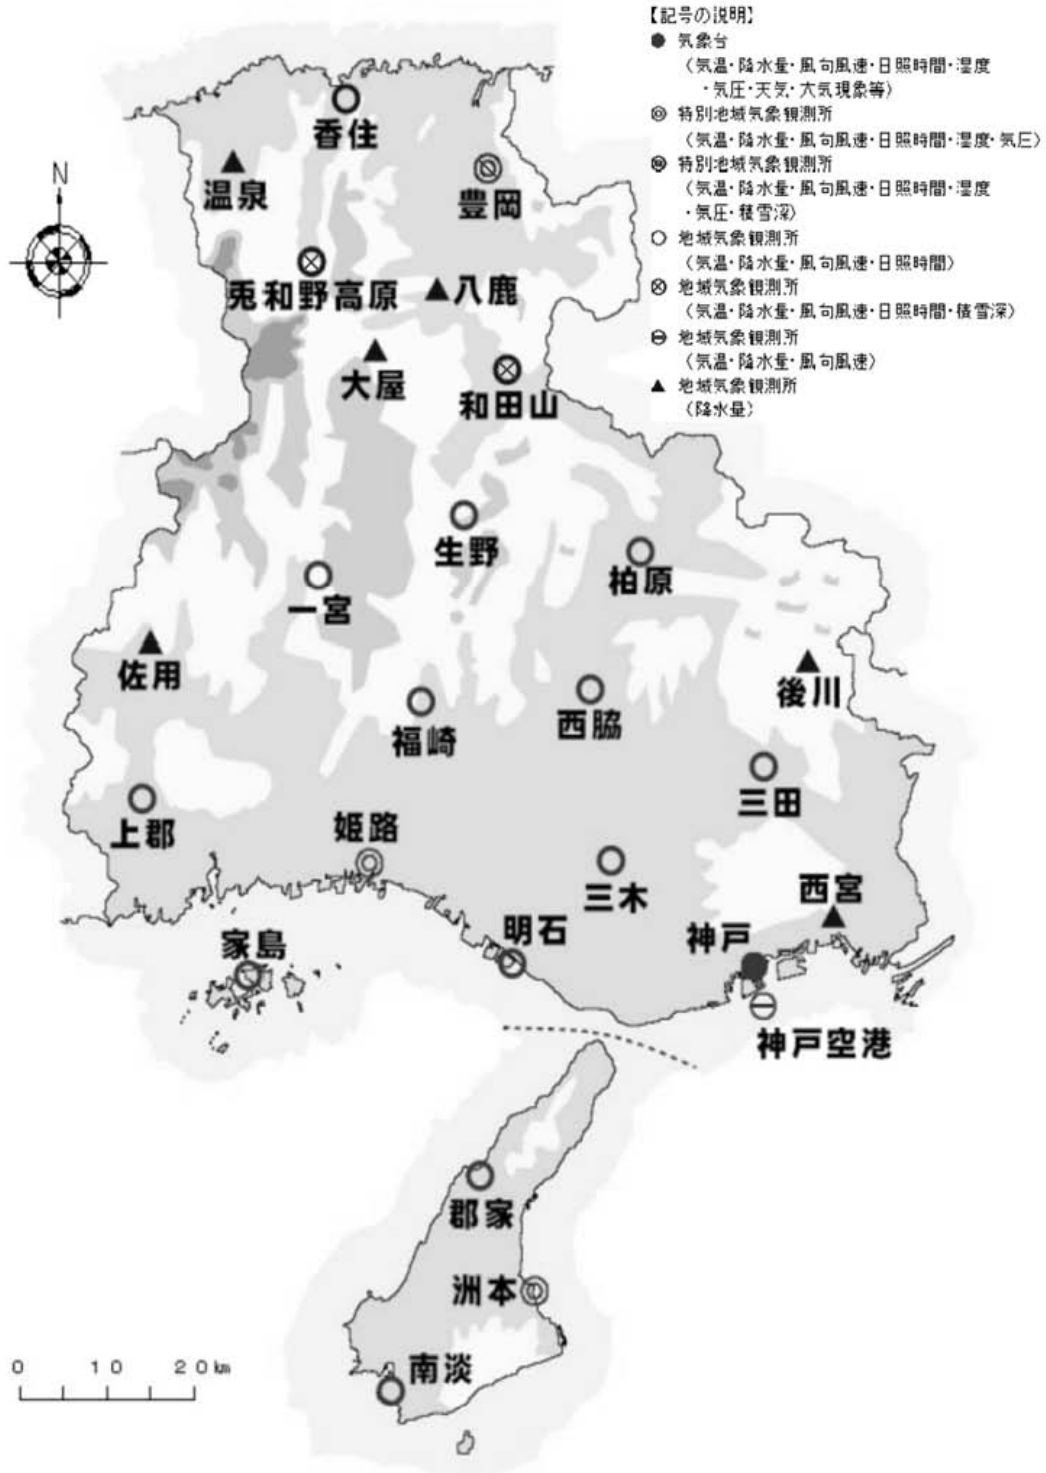 【記号の説明】
● 気象台
（気温・降水量・風向風速・日照時間・湿度
・気圧・天気・大気現象等）
◎ 特別地域気象観測所
（気温・降水量・風向風速・日照時間・湿度・気圧）
特別地域気象観測所
（気温・降水量・風向風速・日照時間・湿度
・気圧・積雪深）
○ 地域気象観測所
（気温・降水量・風向風速・日照時間）
⊗ 地域気象観測所
（気温・降水量・風向風速・日照時間・積雪深）
⊖ 地域気象観測所
（気温・降水量・風向風速）
▲ 地域気象観測所
（降水量）
N
香住
温泉
豊岡
兎和野高原
八鹿
大屋
和田山
生野
柏原
一宮
佐用
後川
福崎
西脇
三田
上郡
姫路
三木
西宮
明石
神戸
家島
神戸空港
郡家
洲本
南淡
0 10 20km